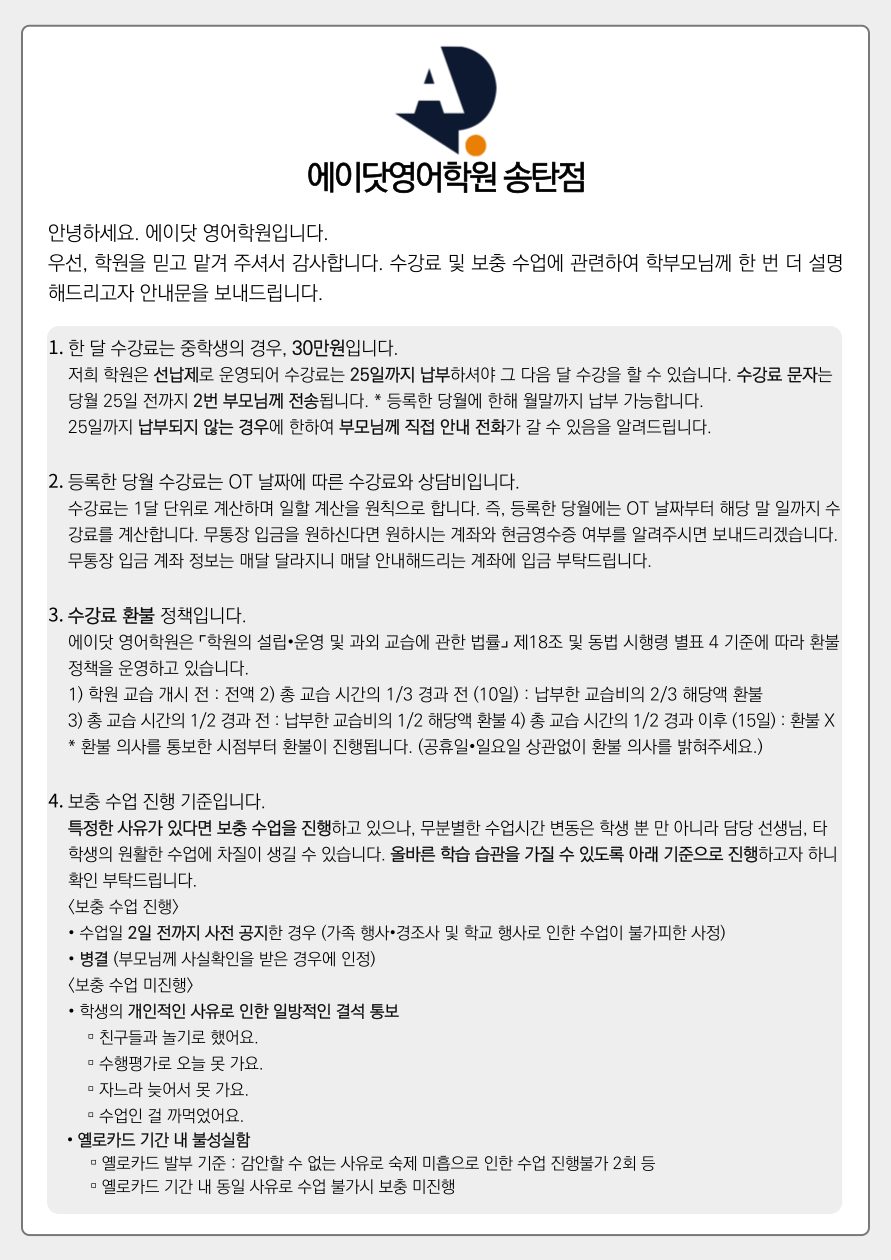 A
에이닷영어학원 송탄점
안녕하세요. 에이닷 영어학원입니다.
우선, 학원을 믿고 맡겨 주셔서 감사합니다. 수강료 및 보충 수업에 관련하여 학부모님께 한 번 더 설명
해드리고자 안내문을 보내드립니다.
1. 한 달 수강료는 중학생의 경우, 30만원입니다.
저희 학원은 선납제로 운영되어 수강료는 25일까지 납부하셔야 그 다음 달 수강을 할 수 있습니다. 수강료 문자는
당월 25일 전까지 2번 부모님께 전송됩니다. * 등록한 당월에 한해 월말까지 납부 가능합니다.
25일까지 납부되지 않는 경우에 한하여 부모님께 직접 안내 전화가 갈 수 있음을 알려드립니다.
2. 등록한 당월 수강료는 OT 날짜에 따른 수강료와 상담비입니다.
수강료는 1달 단위로 계산하며 일할 계산을 원칙으로 합니다. 즉, 등록한 당월에는 OT 날짜부터 해당 말 일까지 수
강료를 계산합니다. 무통장 입금을 원하신다면 원하시는 계좌와 현금영수증 여부를 알려주시면 보내드리겠습니다.
무통장 입금 계좌 정보는 매달 달라지니 매달 안내해드리는 계좌에 입금 부탁드립니다.
3. 수강료 환불 정책입니다.
에이닷 영어학원은 「학원의 설립•운영 및 과외 교습에 관한 법률」 제18조 및 동법 시행령 별표 4 기준에 따라 환불
정책을 운영하고 있습니다.
1) 학원 교습 개시 전 : 전액 2) 총 교습 시간의 1/3 경과 전 (10일) : 납부한 교습비의 2/3 해당액 환불
3) 총 교습 시간의 1/2 경과 전 : 납부한 교습비의 1/2 해당액 환불 4) 총 교습 시간의 1/2 경과 이후 (15일) : 환불 X
* 환불 의사를 통보한 시점부터 환불이 진행됩니다. (공휴일•일요일 상관없이 환불 의사를 밝혀주세요.)
4. 보충 수업 진행 기준입니다.
특정한 사유가 있다면 보충 수업을 진행하고 있으나, 무분별한 수업시간 변동은 학생 뿐 만 아니라 담당 선생님, 타
학생의 원활한 수업에 차질이 생길 수 있습니다. 올바른 학습 습관을 가질 수 있도록 아래 기준으로 진행하고자 하니
확인 부탁드립니다.
〈보충 수업 진행〉
• 수업일 2일 전까지 사전 공지한 경우 (가족 행사•경조사 및 학교 행사로 인한 수업이 불가피한 사정)
• 병결 (부모님께 사실확인을 받은 경우에 인정)
〈보충 수업 미진행〉
• 학생의 개인적인 사유로 인한 일방적인 결석 통보
▫ 친구들과 놀기로 했어요.
▫ 수행평가로 오늘 못 가요.
▫ 자느라 늦어서 못 가요.
▫ 수업인 걸 까먹었어요.
• 옐로카드 기간 내 불성실함
▫ 옐로카드 발부 기준 : 감안할 수 없는 사유로 숙제 미흡으로 인한 수업 진행불가 2회 등
▫ 옐로카드 기간 내 동일 사유로 수업 불가시 보충 미진행